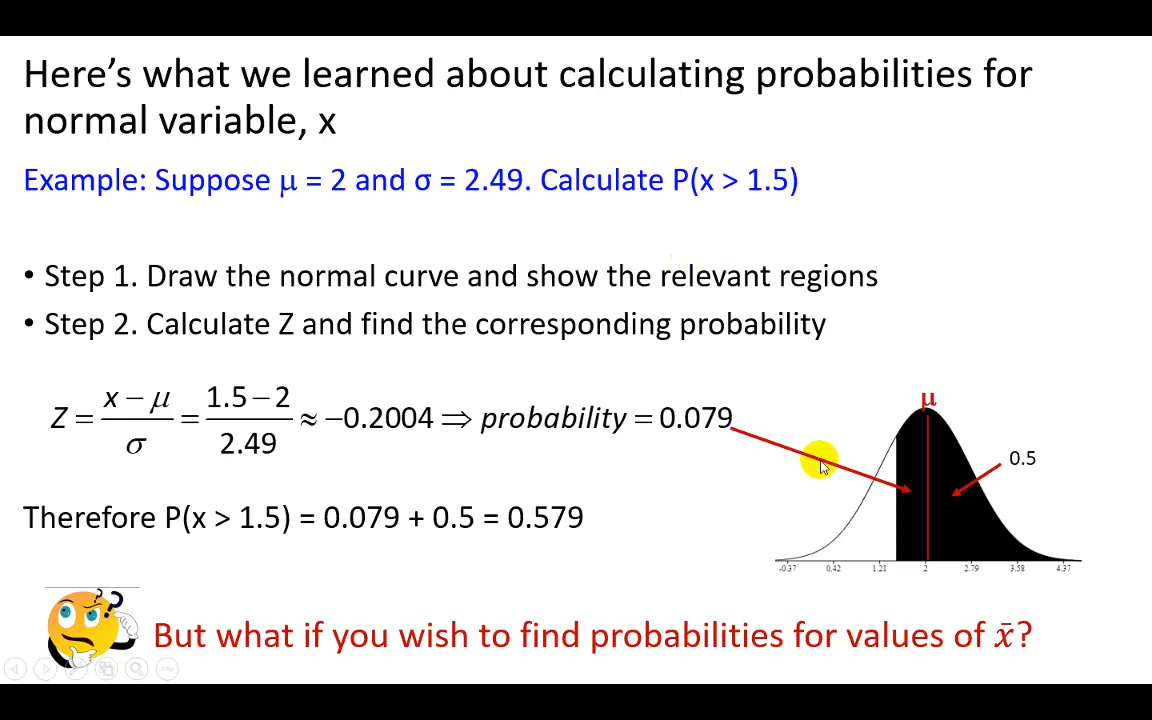 Here's what we learned about calculating probabilities for
normal variable, x
Example: Suppose μ = 2 and σ = 2.49. Calculate P(x > 1.5)
• Step 1. Draw the normal curve and show the relevant regions
• Step 2. Calculate Z and find the corresponding probability
Z = (x − μ)/σ = (1.5 − 2)/2.49 ≈ −0.2004 ⇒ probability = 0.079
μ
0.5
Therefore P(x > 1.5) = 0.079 + 0.5 = 0.579
-0.37 0.42 1.21 2 2.79 3.58 4.37
? ?
But what if you wish to find probabilities for values of x̄?